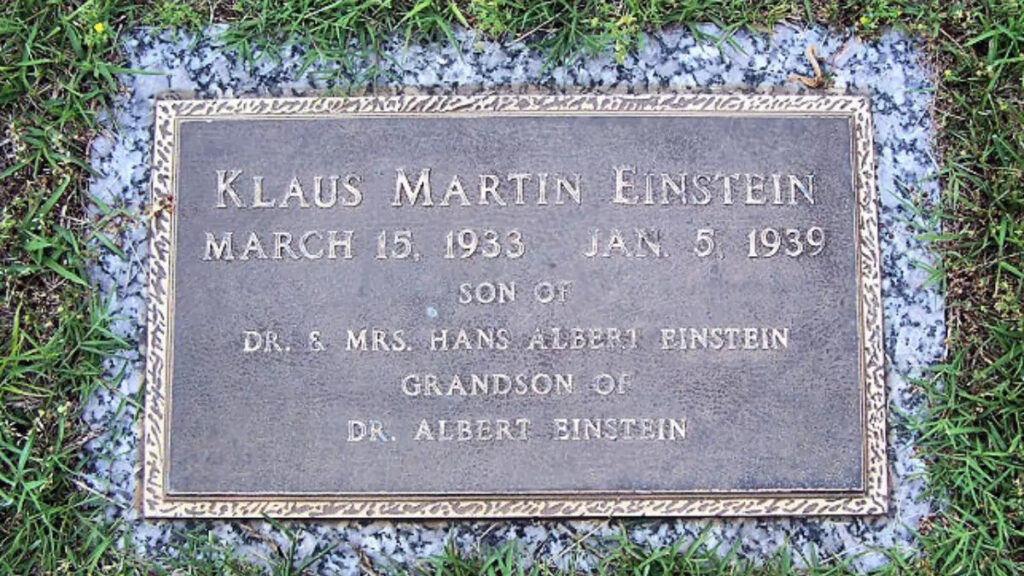 KLAUS MARTIN EINSTEIN
MARCH 15, 1933 JAN. 5, 1939
SON OF
DR. & MRS. HANS ALBERT EINSTEIN
GRANDSON OF
DR. ALBERT EINSTEIN